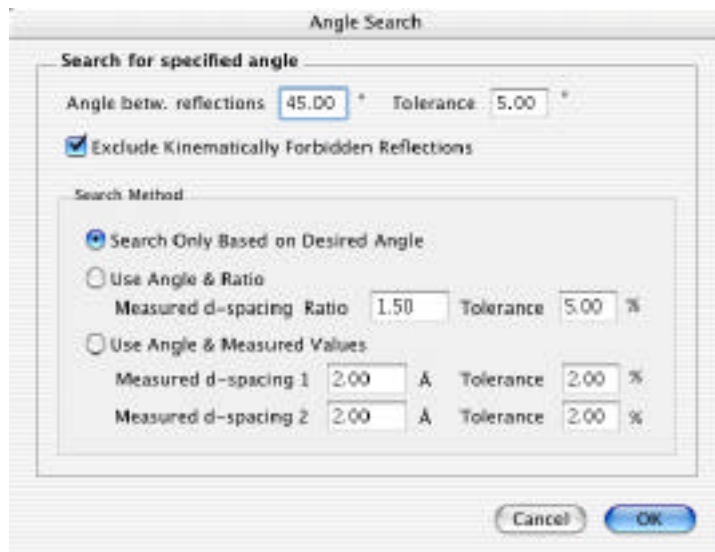 Angle Search
Search for specified angle
Angle betw. reflections 45.00 ° Tolerance 5.00 °
Exclude Kinematically Forbidden Reflections
Search Method
Search Only Based on Desired Angle
Use Angle & Ratio
Measured d-spacing Ratio 1.50 Tolerance 5.00 %
Use Angle & Measured Values
Measured d-spacing 1 2.00 Å Tolerance 2.00 %
Measured d-spacing 2 2.00 Å Tolerance 2.00 %
Cancel OK